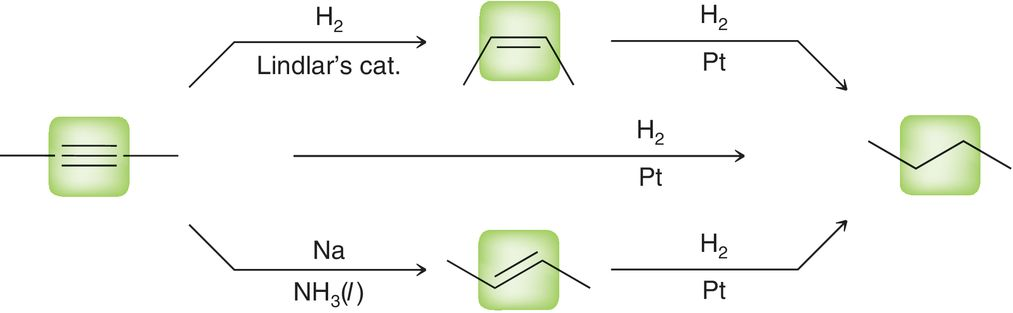 H₂
Lindlar's cat.
H₂
Pt
H₂
Pt
Na
NH₃(l)
H₂
Pt